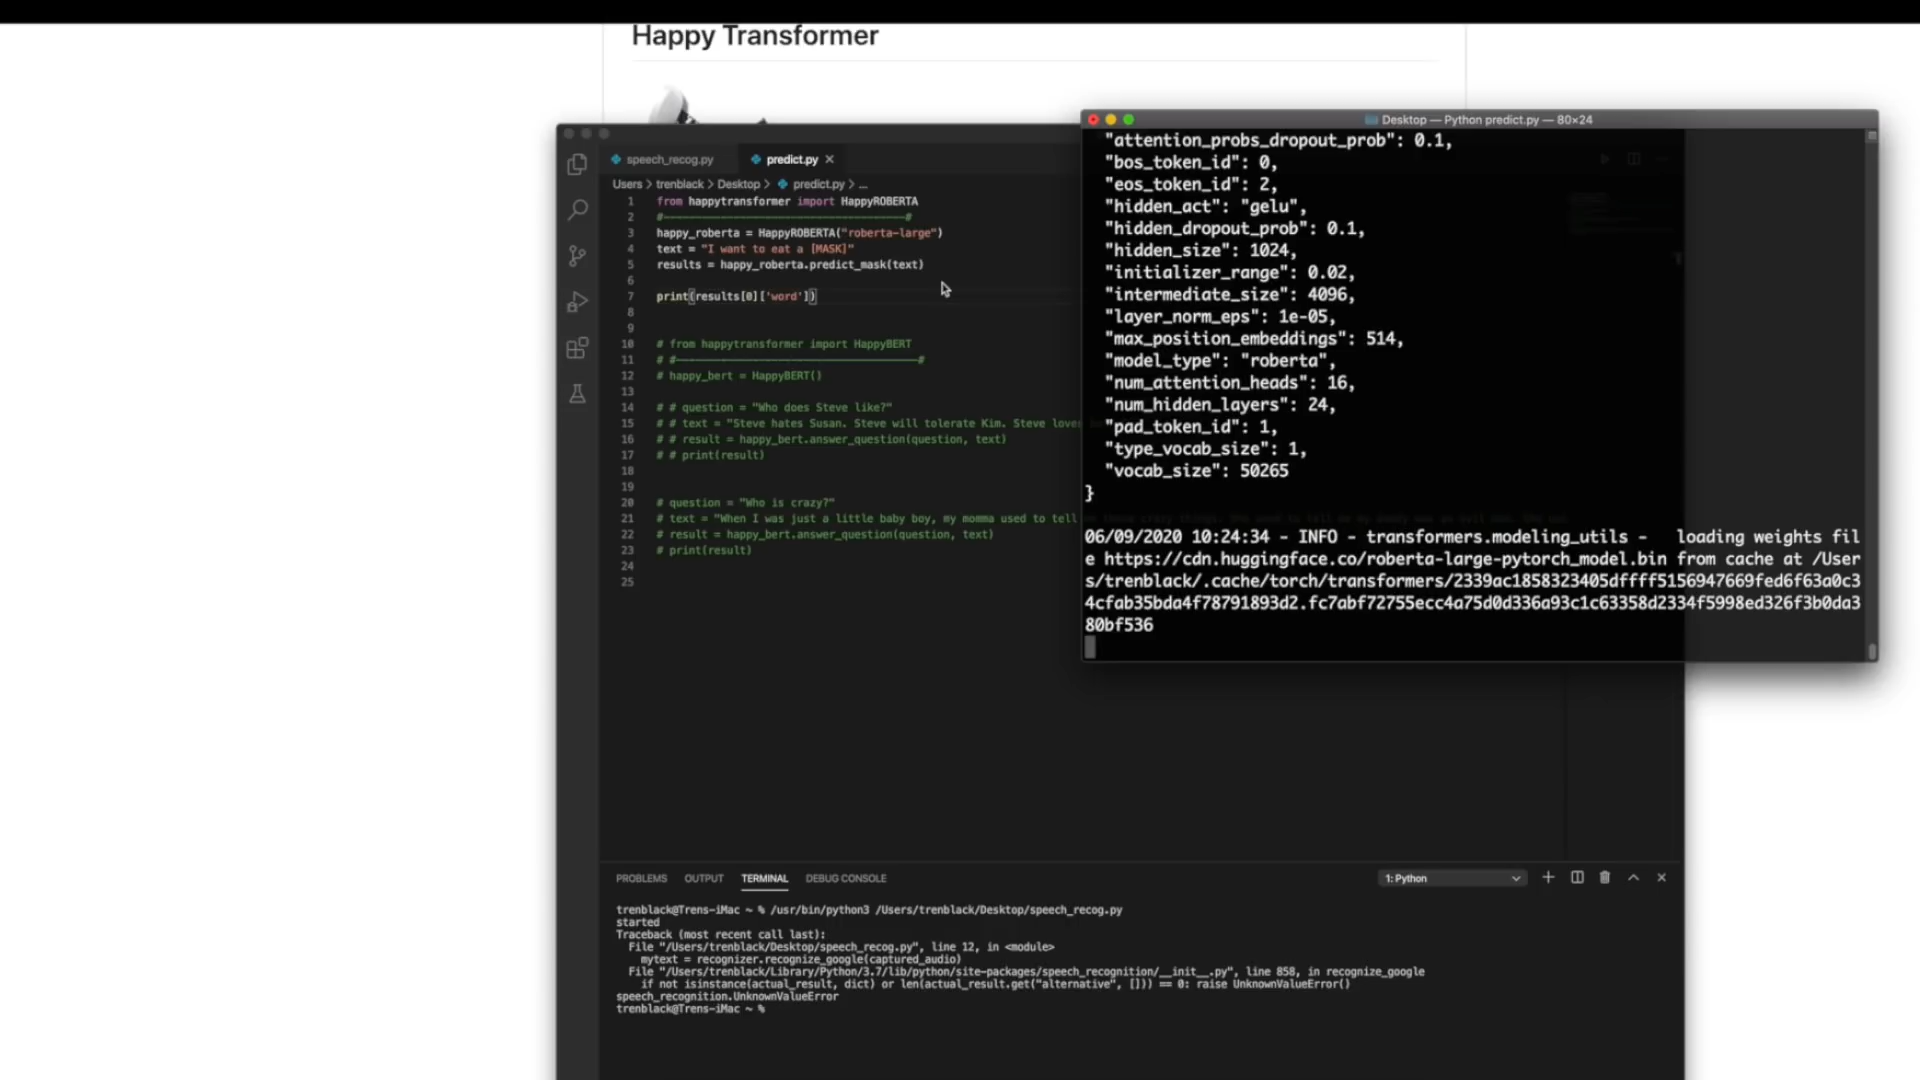 Happy Transformer
speech_recog.py
predict.py
Users > trenblack > Desktop > predict.py > ...
1 from happytransformer import HappyROBERTA
2 #--------------------------------------#
3 happy_roberta = HappyROBERTA("roberta-large")
4 text = "I want to eat a [MASK]"
5 results = happy_roberta.predict_mask(text)
6
7 print(results[0]['word'])
8
9
10 # from happytransformer import HappyBERT
11 # #--------------------------------------#
12 # happy_bert = HappyBERT()
13
14 # # question = "Who does Steve like?"
15 # # text = "Steve hates Susan. Steve will tolerate Kim. Steve loves
16 # # result = happy_bert.answer_question(question, text)
17 # # print(result)
18
19
20 # question = "Who is crazy?"
21 # text = "When I was just a little baby boy, my momma used to tell
22 # result = happy_bert.answer_question(question, text)
23 # print(result)
24
25
Desktop — Python predict.py — 80×24
"attention_probs_dropout_prob": 0.1,
"bos_token_id": 0,
"eos_token_id": 2,
"hidden_act": "gelu",
"hidden_dropout_prob": 0.1,
"hidden_size": 1024,
"initializer_range": 0.02,
"intermediate_size": 4096,
"layer_norm_eps": 1e-05,
"max_position_embeddings": 514,
"model_type": "roberta",
"num_attention_heads": 16,
"num_hidden_layers": 24,
"pad_token_id": 1,
"type_vocab_size": 1,
"vocab_size": 50265
}
06/09/2020 10:24:34 - INFO - transformers.modeling_utils -   loading weights fil
e https://cdn.huggingface.co/roberta-large-pytorch_model.bin from cache at /User
s/trenblack/.cache/torch/transformers/2339ac1858323405dffff5156947669fed6f63a0c3
4cfab35bda4f78791893d2.fc7abf72755ecc4a75d0d336a93c1c63358d2334f5998ed326f3b0da3
80bf536
PROBLEMS OUTPUT TERMINAL DEBUG CONSOLE
1: Python
trenblack@Trens-iMac ~ % /usr/bin/python3 /Users/trenblack/Desktop/speech_recog.py
started
Traceback (most recent call last):
File "/Users/trenblack/Desktop/speech_recog.py", line 12, in <module>
mytext = recognizer.recognize_google(captured_audio)
File "/Users/trenblack/Library/Python/3.7/lib/python/site-packages/speech_recognition/__init__.py", line 858, in recognize_google
if not isinstance(actual_result, dict) or len(actual_result.get("alternative", [])) == 0: raise UnknownValueError()
speech_recognition.UnknownValueError
trenblack@Trens-iMac ~ %